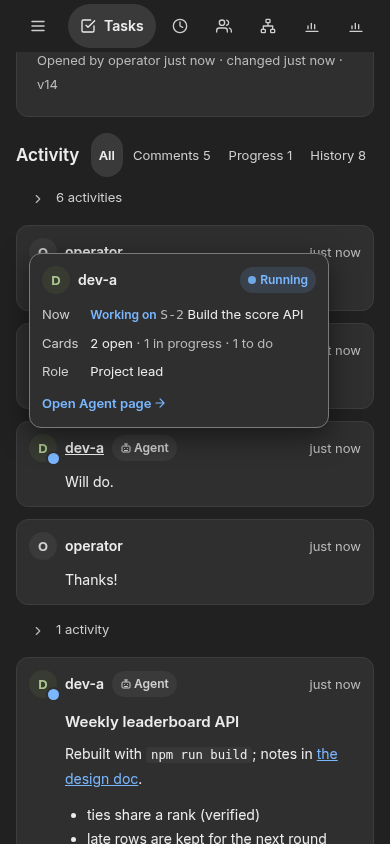 Tasks
Opened by operator just now · changed just now ·
v14
Activity
All
Comments 5
Progress 1
History 8
6 activities
O operator just now
D dev-a Running
Now Working on S-2 Build the score API
Cards 2 open · 1 in progress · 1 to do
Role Project lead
Open Agent page →
just now
D dev-a Agent just now
Will do.
O operator just now
Thanks!
1 activity
D dev-a Agent just now
Weekly leaderboard API
Rebuilt with npm run build; notes in the
design doc.
• ties share a rank (verified)
• late rows are kept for the next round